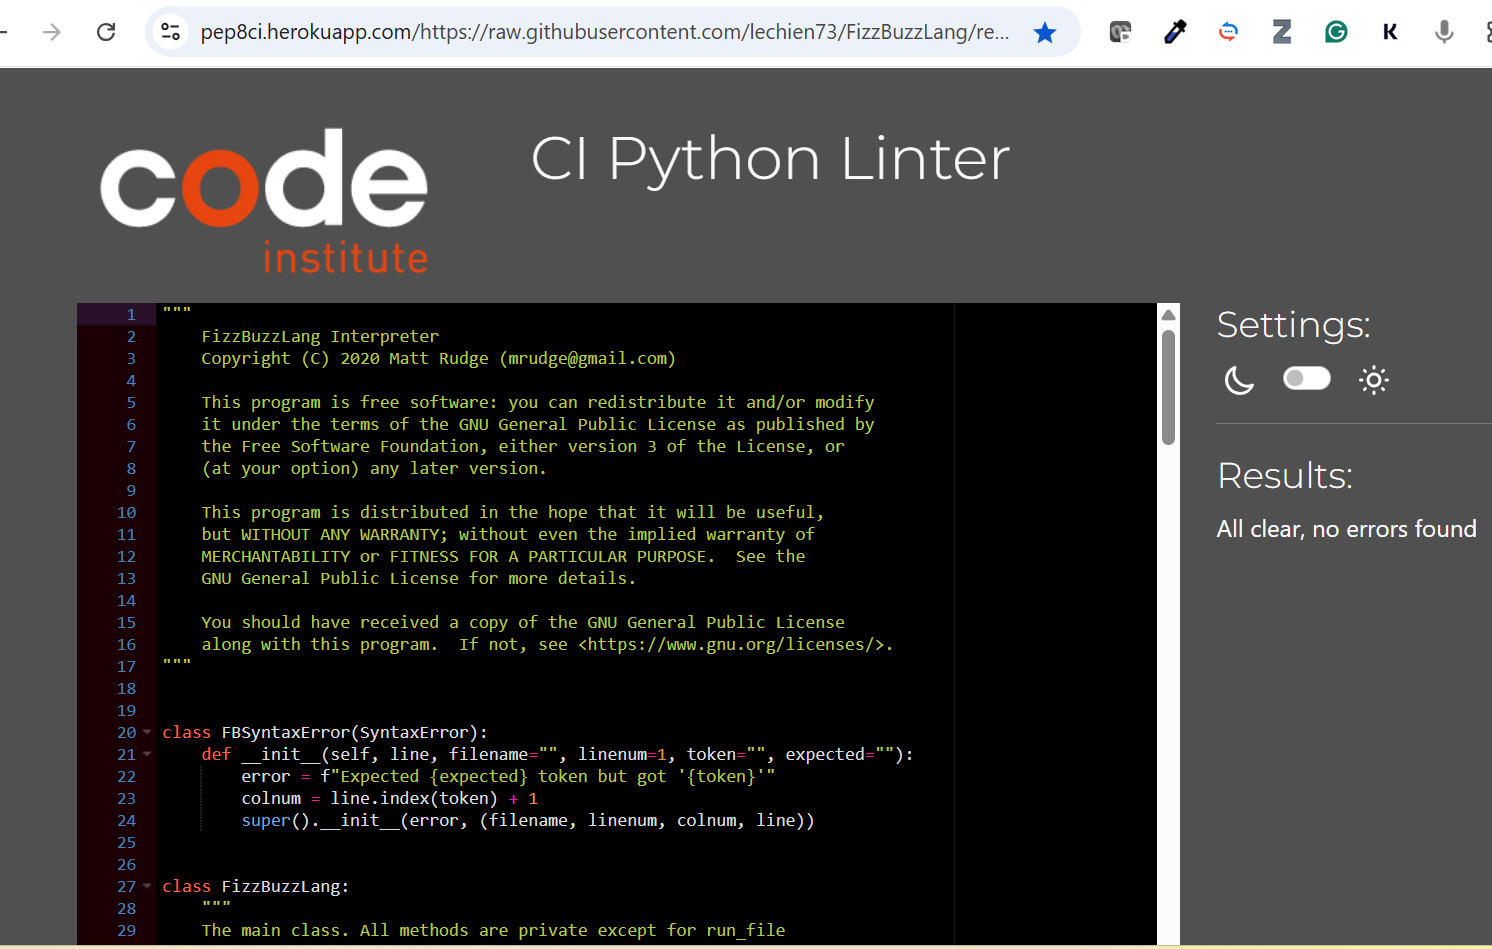 pep8ci.herokuapp.com/https://raw.githubusercontent.com/lechien73/FizzBuzzLang/re...
code
institute
CI Python Linter
1 """
2 FizzBuzzLang Interpreter
3 Copyright (C) 2020 Matt Rudge (mrudge@gmail.com)
4
5 This program is free software: you can redistribute it and/or modify
6 it under the terms of the GNU General Public License as published by
7 the Free Software Foundation, either version 3 of the License, or
8 (at your option) any later version.
9
10 This program is distributed in the hope that it will be useful,
11 but WITHOUT ANY WARRANTY; without even the implied warranty of
12 MERCHANTABILITY or FITNESS FOR A PARTICULAR PURPOSE.  See the
13 GNU General Public License for more details.
14
15 You should have received a copy of the GNU General Public License
16 along with this program.  If not, see <https://www.gnu.org/licenses/>.
17 """
18
19
20 class FBSyntaxError(SyntaxError):
21 def __init__(self, line, filename="", linenum=1, token="", expected=""):
22 error = f"Expected {expected} token but got '{token}'"
23 colnum = line.index(token) + 1
24 super().__init__(error, (filename, linenum, colnum, line))
25
26
27 class FizzBuzzLang:
28 """
29 The main class. All methods are private except for run_file
Settings:
Results:
All clear, no errors found